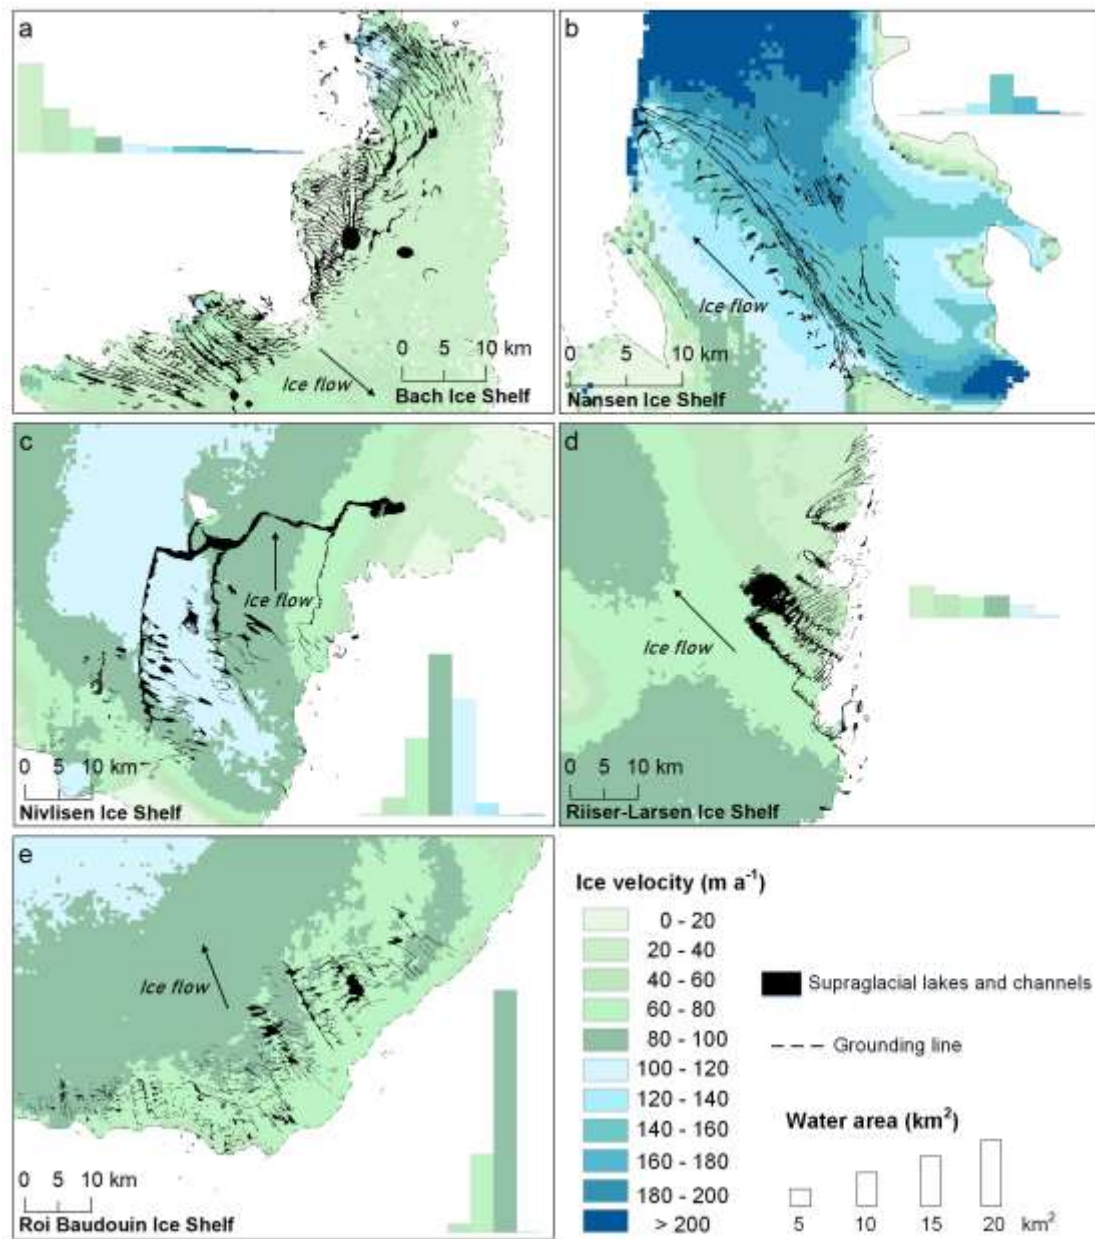 a
Ice flow
0 5 10 km
Bach Ice Shelf
b
Ice flow
0 5 10 km
Nansen Ice Shelf
c
Ice flow
0 5 10 km
Nivlisen Ice Shelf
d
Ice flow
0 5 10 km
Riiser-Larsen Ice Shelf
e
Ice flow
0 5 10 km
Roi Baudouin Ice Shelf
Ice velocity (m a⁻¹)
0 - 20
20 - 40
40 - 60
60 - 80
80 - 100
100 - 120
120 - 140
140 - 160
160 - 180
180 - 200
> 200
Supraglacial lakes and channels
Grounding line
Water area (km²)
5 10 15 20 km²